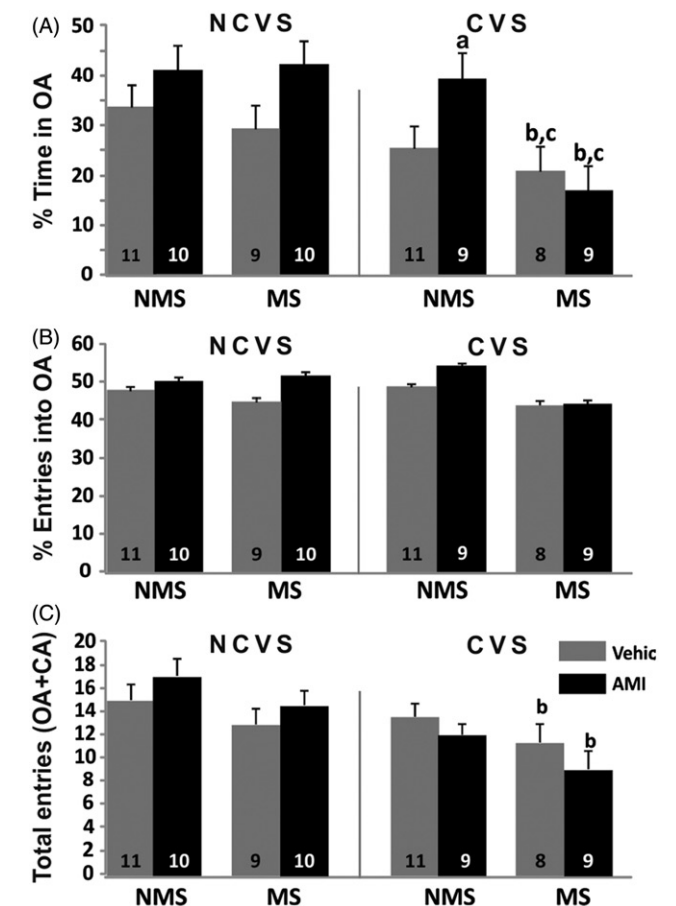 (A)
% Time in OA
50
40
30
20
10
0
N C V S
C V S
a
b,c
b,c
11
10
9
10
11
9
8
9
NMS
MS
NMS
MS
(B)
% Entries into OA
60
50
40
30
20
10
0
N C V S
C V S
11
10
9
10
11
9
8
9
NMS
MS
NMS
MS
(C)
Total entries (OA+CA)
20
18
16
14
12
10
8
6
4
2
0
N C V S
C V S
Vehic
AMI
b
b
11
10
9
10
11
9
8
9
NMS
MS
NMS
MS